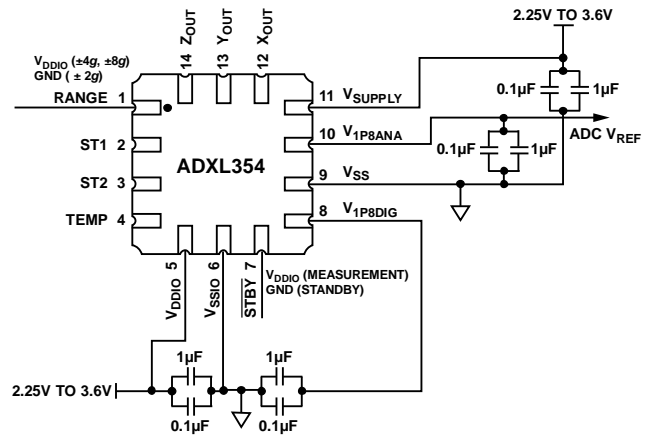 2.25V TO 3.6V
14 ZOUT
13 YOUT
12 XOUT
VDDIO (±4g, ±8g)
GND (± 2g)
RANGE 1
ST1 2
ST2 3
TEMP 4
ADXL354
11 VSUPPLY
10 V1P8ANA
9 VSS
8 V1P8DIG
0.1µF
1µF
0.1µF
1µF
ADC VREF
VDDIO 5
VSSIO 6
STBY 7
VDDIO (MEASUREMENT)
GND (STANDBY)
1µF
1µF
2.25V TO 3.6V
0.1µF
0.1µF